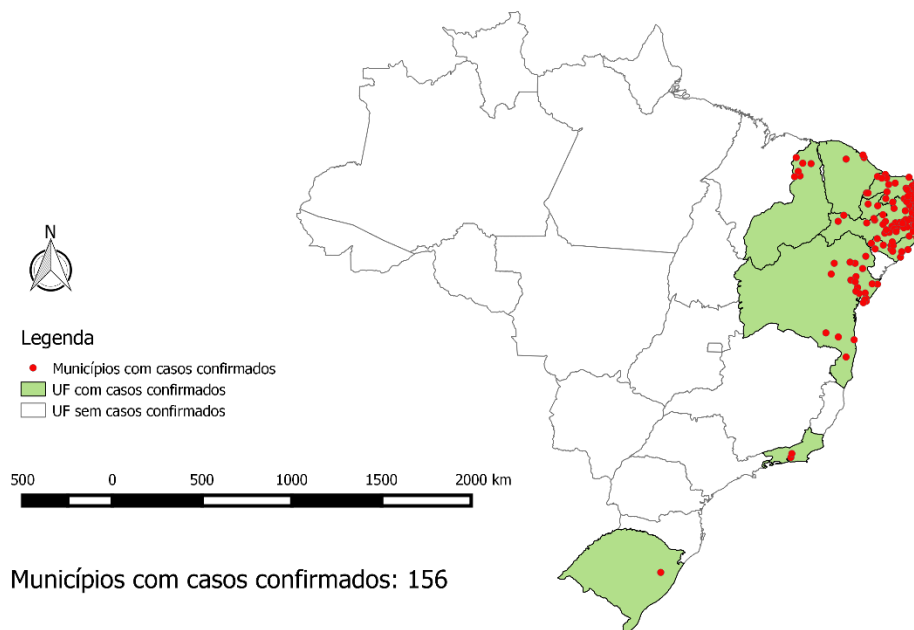 N
Legenda
Municípios com casos confirmados
UF com casos confirmados
UF sem casos confirmados
500 0 500 1000 1500 2000 km
Municípios com casos confirmados: 156